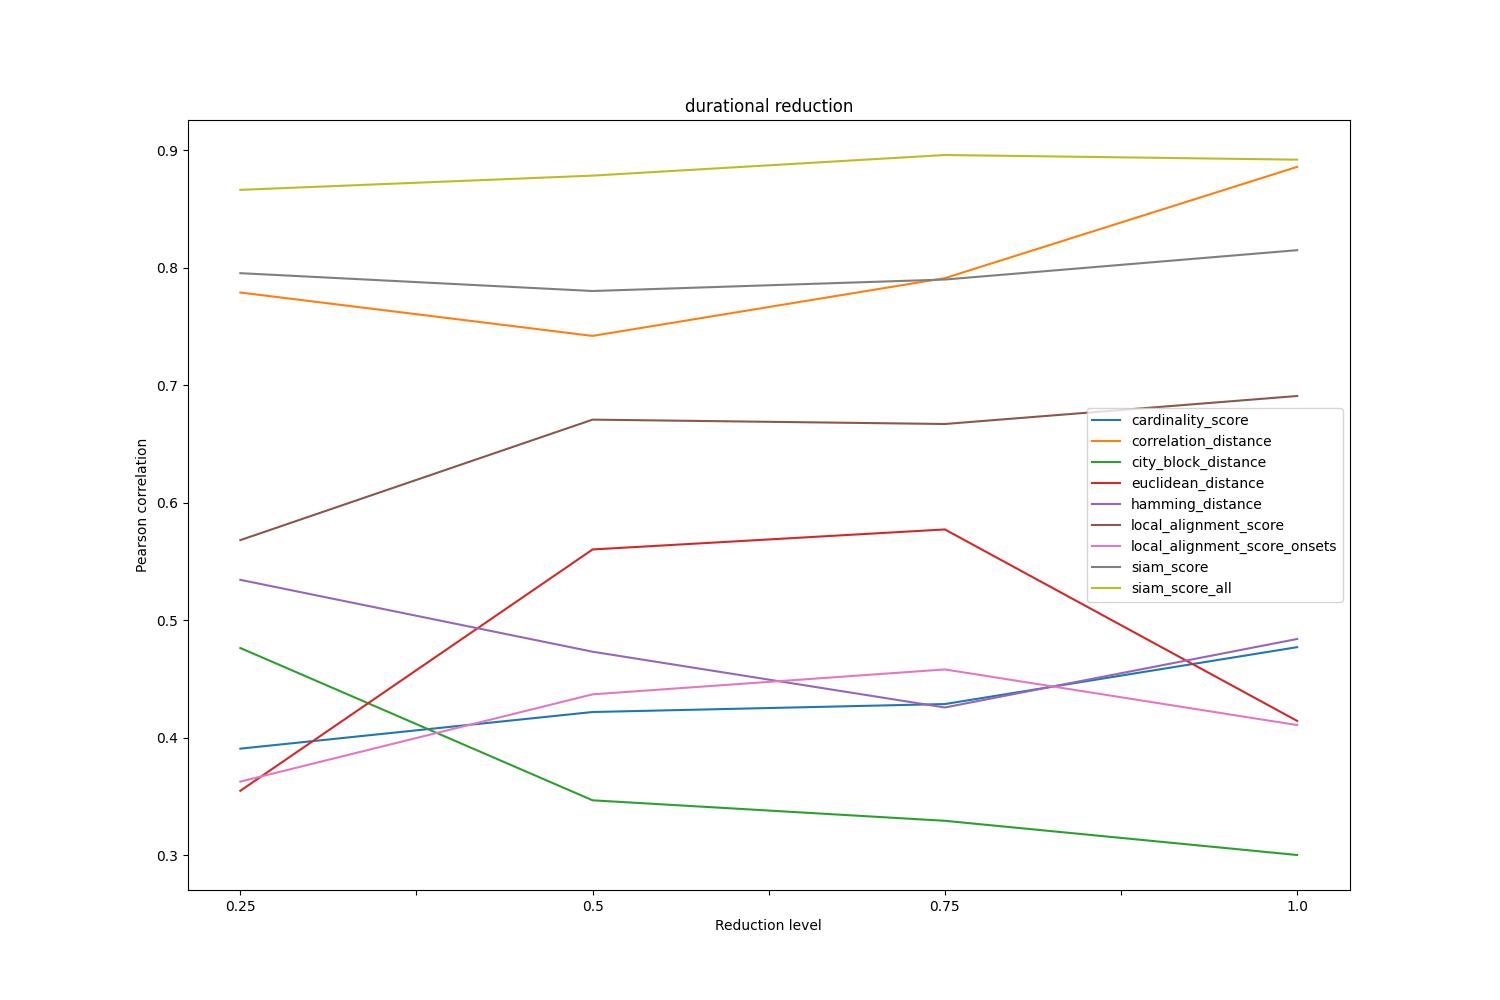 durational reduction
0.9
0.8
0.7
0.6
0.5
0.4
0.3
Pearson correlation
cardinality_score
correlation_distance
city_block_distance
euclidean_distance
hamming_distance
local_alignment_score
local_alignment_score_onsets
siam_score
siam_score_all
0.25
0.5
0.75
1.0
Reduction level